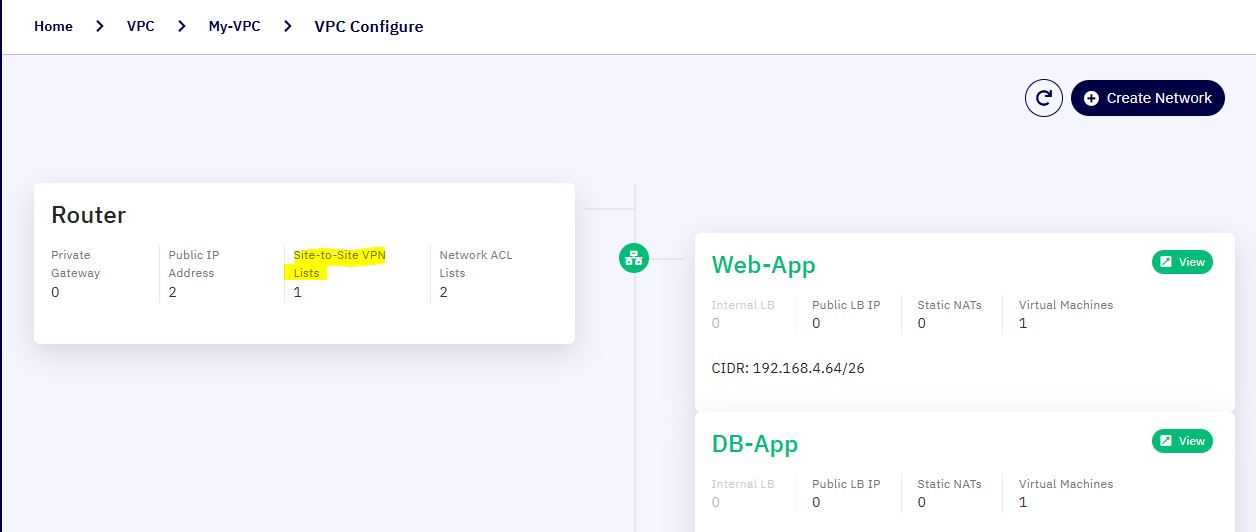 Home > VPC > My-VPC > VPC Configure
Create Network
Router
Private Gateway
0
Public IP Address
2
Site-to-Site VPN Lists
1
Network ACL Lists
2
Web-App
View
Internal LB
0
Public LB IP
0
Static NATs
0
Virtual Machines
1
CIDR: 192.168.4.64/26
DB-App
View
Internal LB
0
Public LB IP
0
Static NATs
0
Virtual Machines
1